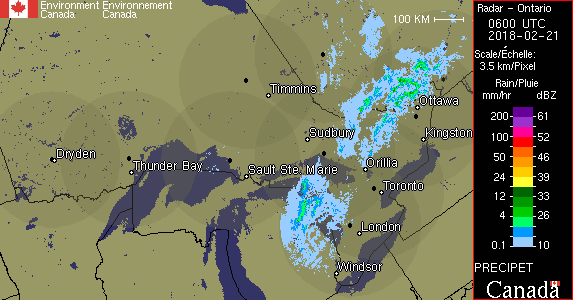 Environment Environnement
Canada Canada
100 KM
Timmins
Ottawa
Sudbury
Kingston
Dryden
Thunder Bay
Sault Ste. Marie
Orillia
Toronto
London
Windsor
Radar - Ontario
0600 UTC
2018-02-21
Scale/Échelle:
3.5 km/Pixel
Rain/Pluie
mm/hr dBZ
200 61
100 52
50 46
24 39
12 33
4 26
0.1 10
PRECIPET
Canada